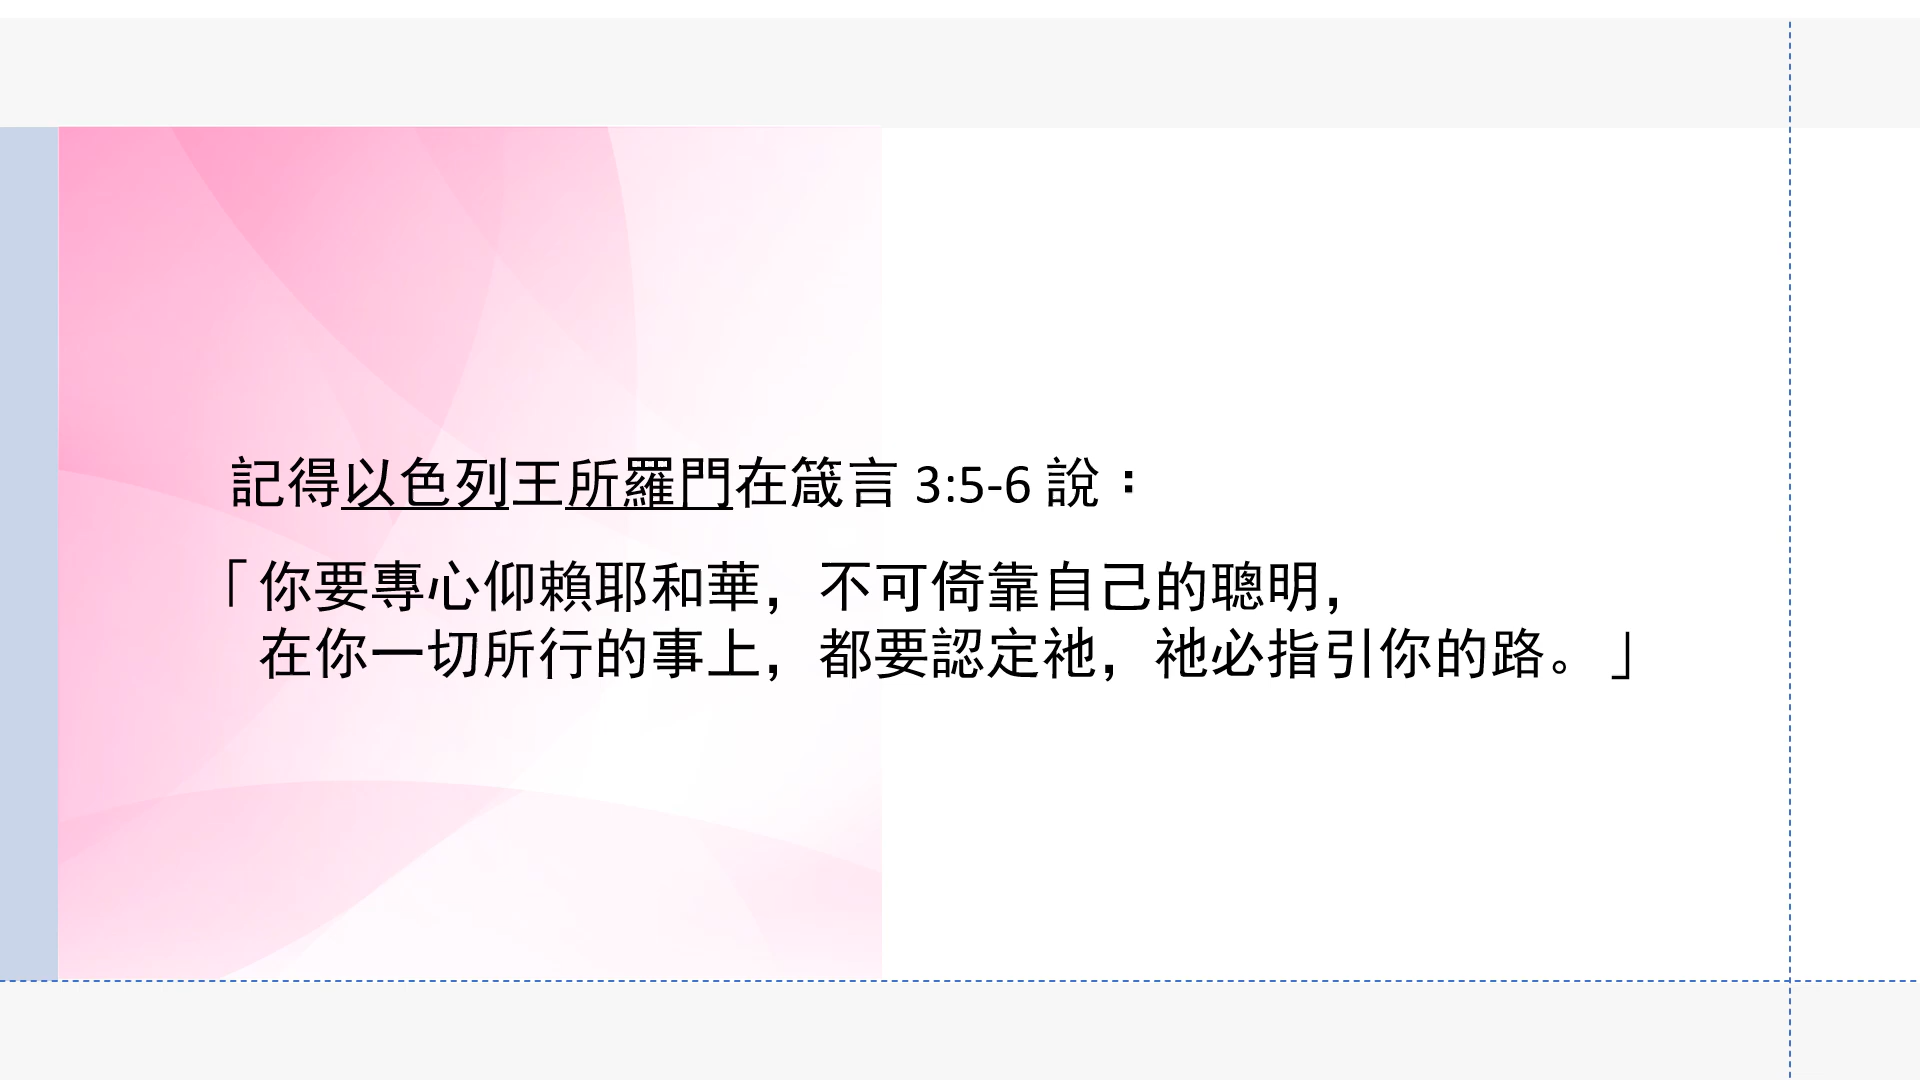 記得以色列王所羅門在箴言 3:5-6 說：
「你要專心仰賴耶和華，不可倚靠自己的聰明，
在你一切所行的事上，都要認定祂，祂必指引你的路。」